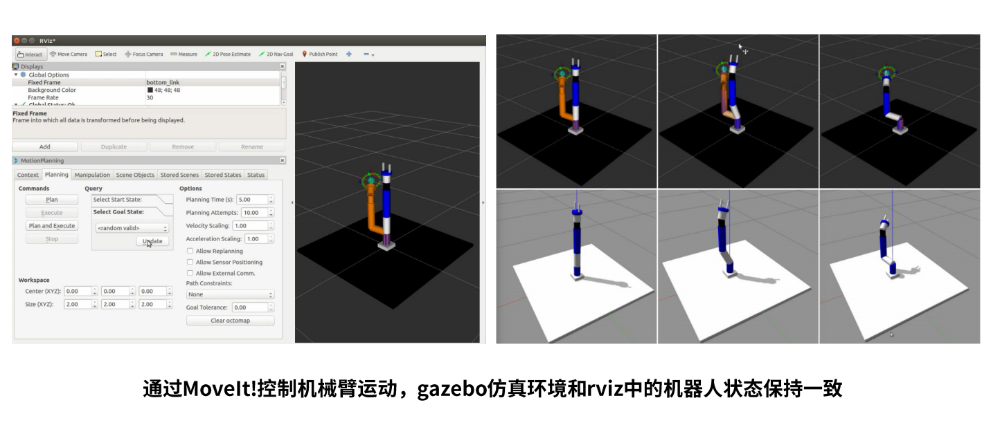 RViz*
Interact Move Camera Select Focus Camera Measure 2D Pose Estimate 2D Nav Goal Publish Point
Displays
Global Options
Fixed Frame bottom_link
Background Color 48; 48; 48
Frame Rate 30
Global Status: Ok
Fixed Frame
Frame into which all data is transformed before being displayed.
Add Duplicate Remove Rename
MotionPlanning
Context Planning Manipulation Scene Objects Stored Scenes Stored States Status
Commands Query Options
Plan Select Start State: Planning Time (s): 5.00
Execute Select Goal State: Planning Attempts: 10.00
Plan and Execute <random valid> Velocity Scaling: 1.00
Stop Update Acceleration Scaling: 1.00
Allow Replanning
Allow Sensor Positioning
Allow External Comm.
Workspace Path Constraints:
Center (XYZ): 0.00 0.00 0.00 None
Size (XYZ): 2.00 2.00 2.00 Goal Tolerance: 0.00
Clear octomap
通过MoveIt!控制机械臂运动，gazebo仿真环境和rviz中的机器人状态保持一致